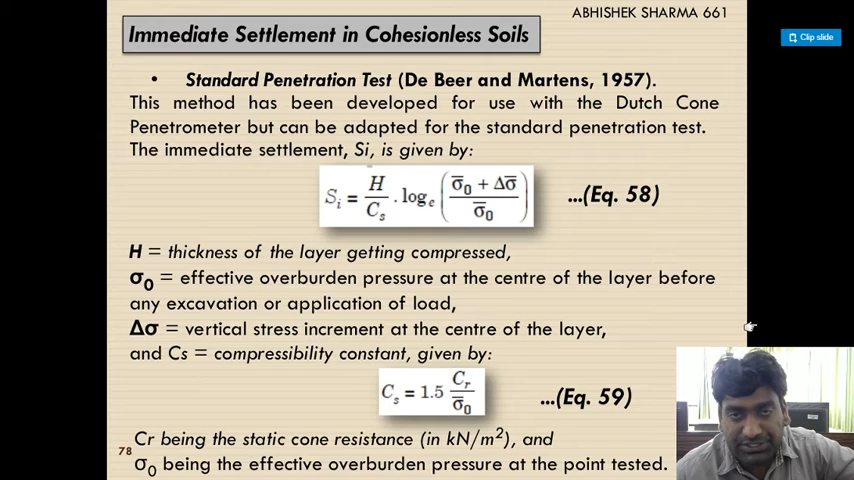 ABHISHEK SHARMA 661
Clip slide
Immediate Settlement in Cohesionless Soils
• Standard Penetration Test (De Beer and Martens, 1957).
This method has been developed for use with the Dutch Cone
Penetrometer but can be adapted for the standard penetration test.
The immediate settlement, Si, is given by:
Sᵢ = H/Cₛ . logₑ ((σ̅₀ + Δσ̅)/σ̅₀) ...(Eq. 58)
H = thickness of the layer getting compressed,
σ₀ = effective overburden pressure at the centre of the layer before
any excavation or application of load,
Δσ = vertical stress increment at the centre of the layer,
and Cs = compressibility constant, given by:
Cₛ = 1.5 Cᵣ/σ̅₀ ...(Eq. 59)
Cr being the static cone resistance (in kN/m²), and
78 σ₀ being the effective overburden pressure at the point tested.